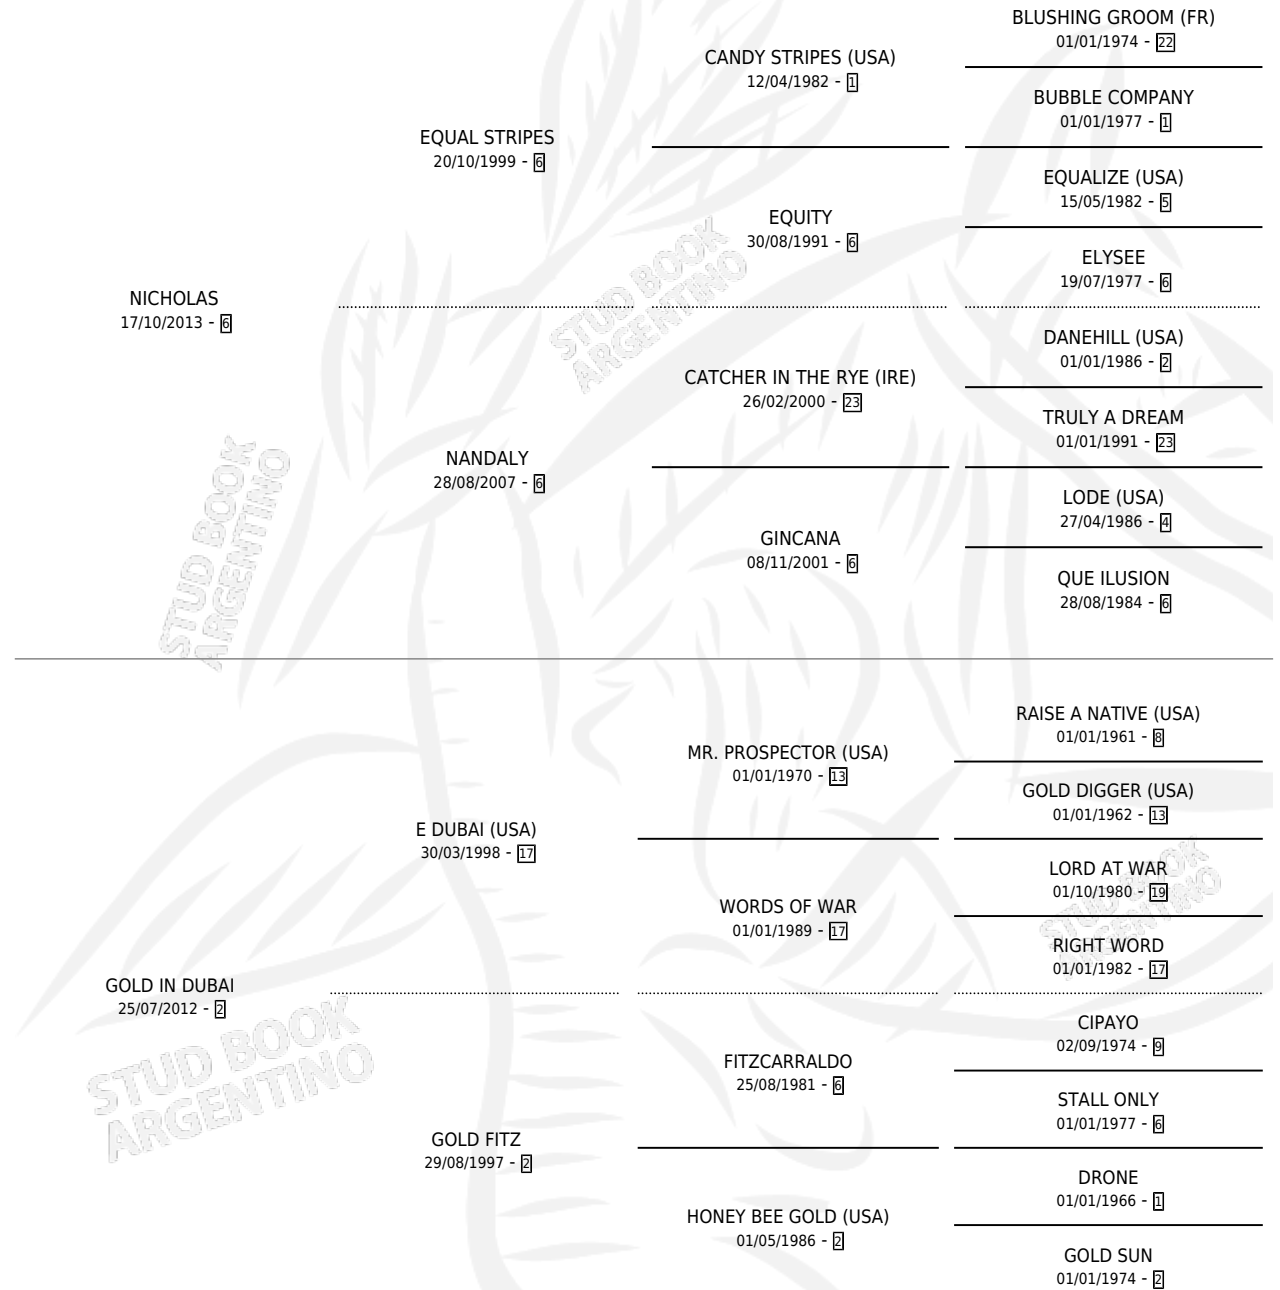 BLUSHING GROOM (FR)
01/01/1974 - 22
CANDY STRIPES (USA)
12/04/1982 - 1
BUBBLE COMPANY
01/01/1977 - 1
EQUAL STRIPES
20/10/1999 - 6
EQUALIZE (USA)
15/05/1982 - 5
EQUITY
30/08/1991 - 6
ELYSEE
19/07/1977 - 6
NICHOLAS
17/10/2013 - 6
DANEHILL (USA)
01/01/1986 - 2
CATCHER IN THE RYE (IRE)
26/02/2000 - 23
TRULY A DREAM
01/01/1991 - 23
NANDALY
28/08/2007 - 6
LODE (USA)
27/04/1986 - 4
GINCANA
08/11/2001 - 6
QUE ILUSION
28/08/1984 - 6
RAISE A NATIVE (USA)
01/01/1961 - 8
MR. PROSPECTOR (USA)
01/01/1970 - 13
GOLD DIGGER (USA)
01/01/1962 - 13
E DUBAI (USA)
30/03/1998 - 17
LORD AT WAR
01/10/1980 - 19
WORDS OF WAR
01/01/1989 - 17
RIGHT WORD
01/01/1982 - 17
GOLD IN DUBAI
25/07/2012 - 2
CIPAYO
02/09/1974 - 9
FITZCARRALDO
25/08/1981 - 6
STALL ONLY
01/01/1977 - 6
GOLD FITZ
29/08/1997 - 2
DRONE
01/01/1966 - 1
HONEY BEE GOLD (USA)
01/05/1986 - 2
GOLD SUN
01/01/1974 - 2
STUD BOOK
ARGENTINO
STUD BOOK
ARGENTINO
STUD BOOK
ARGENTINO
STUD BOOK
ARGENTINO